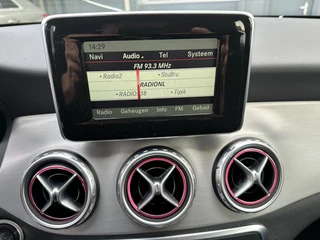 14:29
Navi Audio Tel Systeem
FM 93.3 MHz
Radio2 StuBru
RADIONL
RADIO 538
Radio Geheugen Info FM Geluid